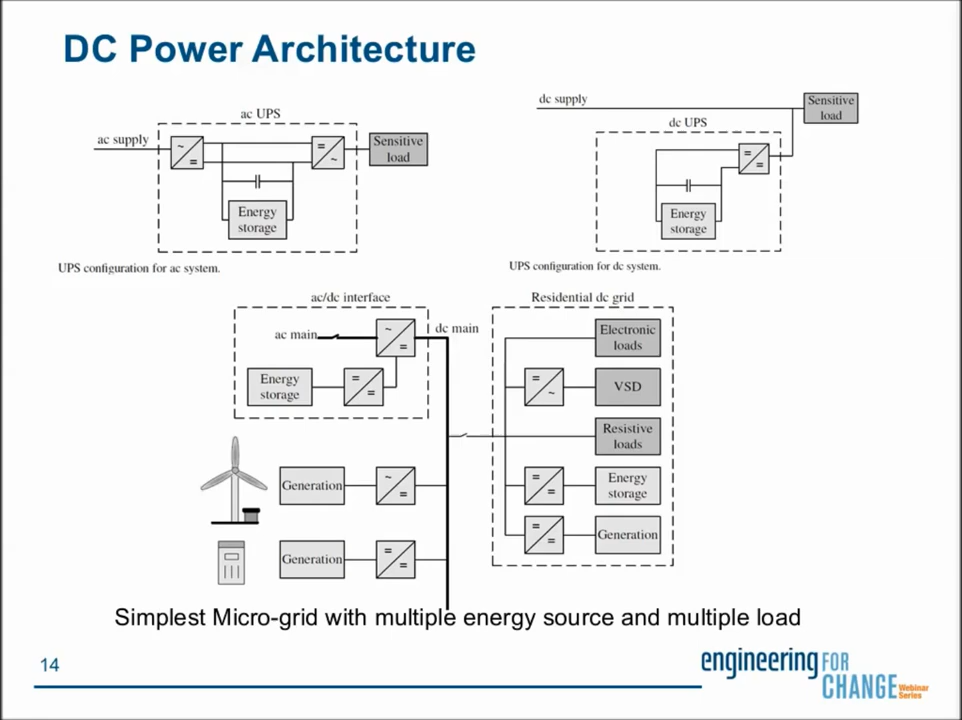 DC Power Architecture
ac UPS
ac supply
~
=
=
~
Sensitive
load
Energy
storage
UPS configuration for ac system.
dc supply
Sensitive
load
dc UPS
=
=
Energy
storage
UPS configuration for dc system.
ac/dc interface
ac main
~
=
dc main
Energy
storage
=
=
Generation
~
=
Generation
=
=
Residential dc grid
Electronic
loads
=
~
VSD
Resistive
loads
=
=
Energy
storage
=
=
Generation
Simplest Micro-grid with multiple energy source and multiple load
14
engineering FOR
CHANGE Webinar
Series